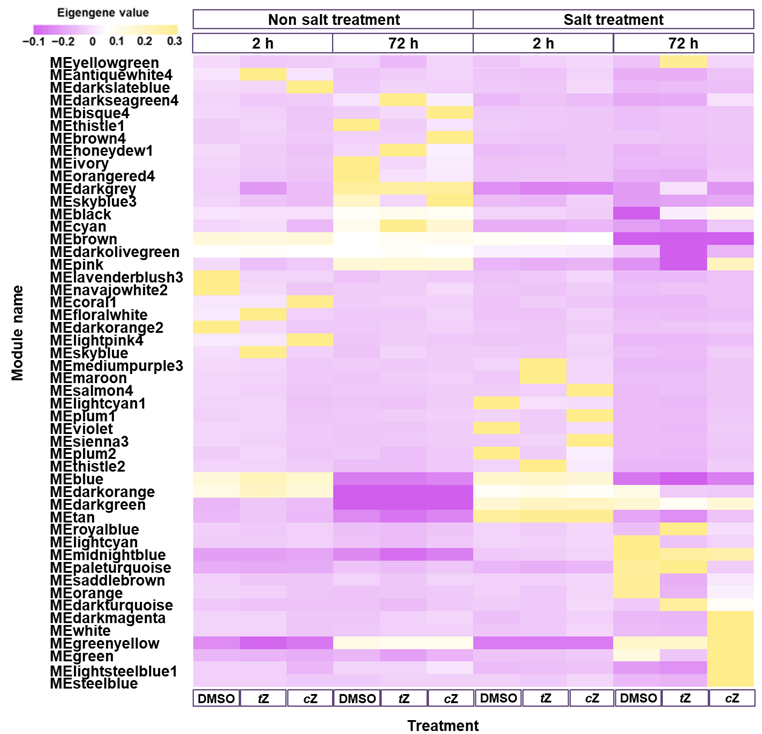 Eigengene value
−0.1 −0.2 0 0.1 0.2 0.3
Non salt treatment Salt treatment
2 h 72 h 2 h 72 h
MEyellowgreen
MEantiquewhite4
MEdarkslateblue
MEdarkseagreen4
MEbisque4
MEthistle1
MEbrown4
MEhoneydew1
MEivory
MEorangered4
MEdarkgrey
MEskyblue3
MEblack
MEcyan
MEbrown
MEdarkolivegreen
MEpink
MElavenderblush3
MEnavajowhite2
MEcoral1
MEfloralwhite
MEdarkorange2
MElightpink4
MEskyblue
MEmediumpurple3
MEmaroon
MEsalmon4
MElightcyan1
MEplum1
MEviolet
MEsienna3
MEplum2
MEthistle2
MEblue
MEdarkorange
MEdarkgreen
MEtan
MEroyalblue
MElightcyan
MEmidnightblue
MEpaleturquoise
MEsaddlebrown
MEorange
MEdarkturquoise
MEdarkmagenta
MEwhite
MEgreenyellow
MEgreen
MElightsteelblue1
MEsteelblue
Module name
DMSO tZ cZ DMSO tZ cZ DMSO tZ cZ DMSO tZ cZ
Treatment